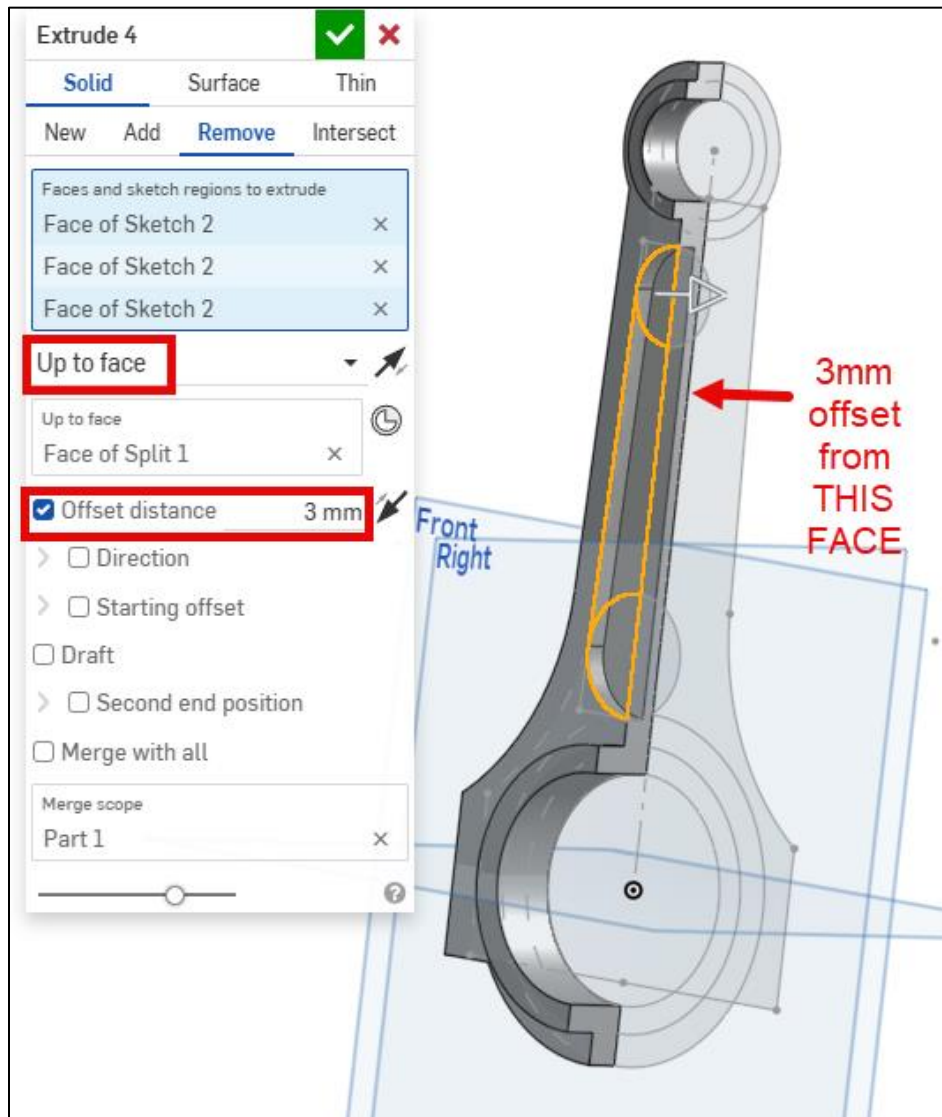 Extrude 4
Solid Surface Thin
New Add Remove Intersect
Faces and sketch regions to extrude
Face of Sketch 2
Face of Sketch 2
Face of Sketch 2
Up to face
Up to face
Face of Split 1
Offset distance 3 mm
Direction
Starting offset
Draft
Second end position
Merge with all
Merge scope
Part 1
3mm
offset
from
THIS
FACE
Front
Right